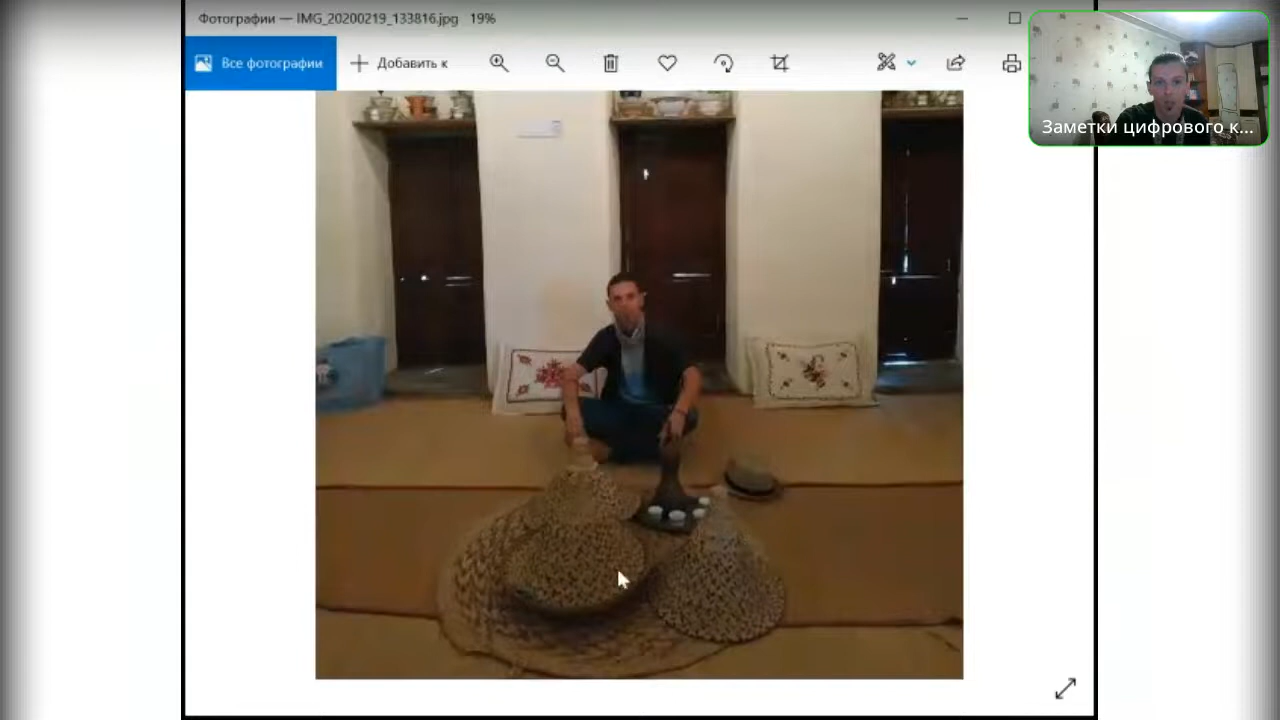 Фотографии — IMG_20200219_133816.jpg 19%
Все фотографии
Добавить к
Заметки цифрового к...